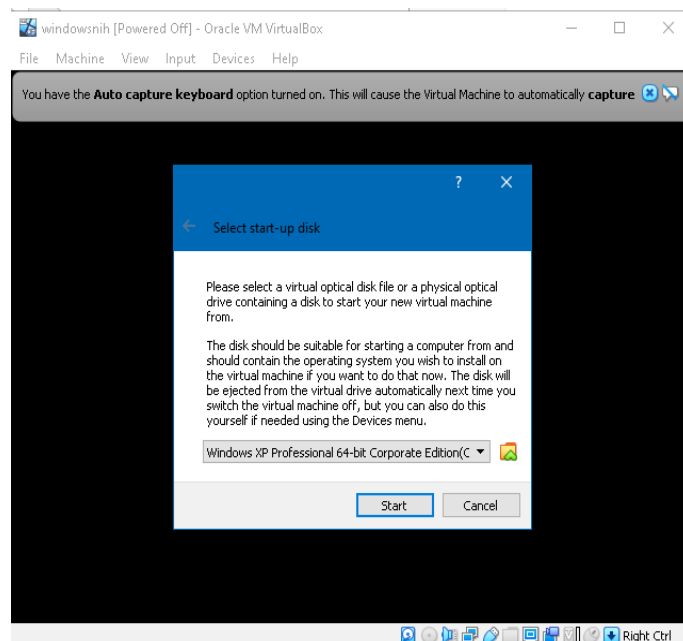 windowsnih [Powered Off] - Oracle VM VirtualBox
File Machine View Input Devices Help
You have the Auto capture keyboard option turned on. This will cause the Virtual Machine to automatically capture
?
Select start-up disk
Please select a virtual optical disk file or a physical optical
drive containing a disk to start your new virtual machine
from.
The disk should be suitable for starting a computer from and
should contain the operating system you wish to install on
the virtual machine if you want to do that now. The disk will
be ejected from the virtual drive automatically next time you
switch the virtual machine off, but you can also do this
yourself if needed using the Devices menu.
Windows XP Professional 64-bit Corporate Edition(C
Start Cancel
Right Ctrl